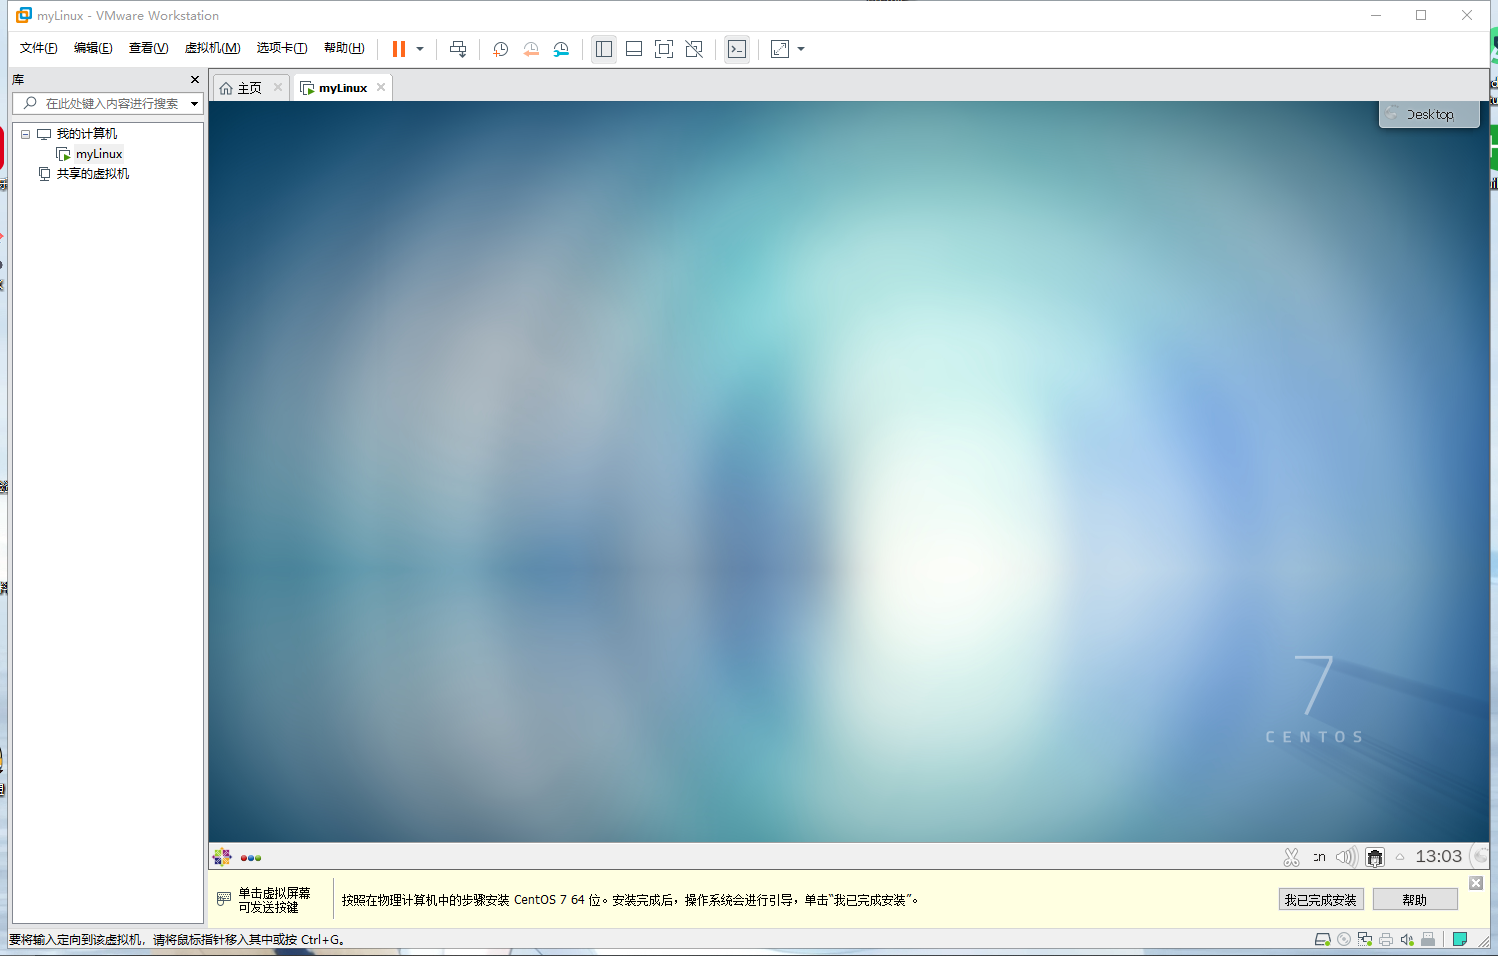 myLinux - VMware Workstation
文件(F) 编辑(E) 查看(V) 虚拟机(M) 选项卡(T) 帮助(H)
库
在此处键入内容进行搜索
我的计算机
myLinux
共享的虚拟机
主页 myLinux
Desktop
7
CENTOS
13:03
单击虚拟屏幕
可发送按键
按照在物理计算机中的步骤安装 CentOS 7 64 位。安装完成后，操作系统会进行引导，单击“我已完成安装”。
我已完成安装 帮助
要将输入定向到该虚拟机，请将鼠标指针移入其中或按 Ctrl+G。